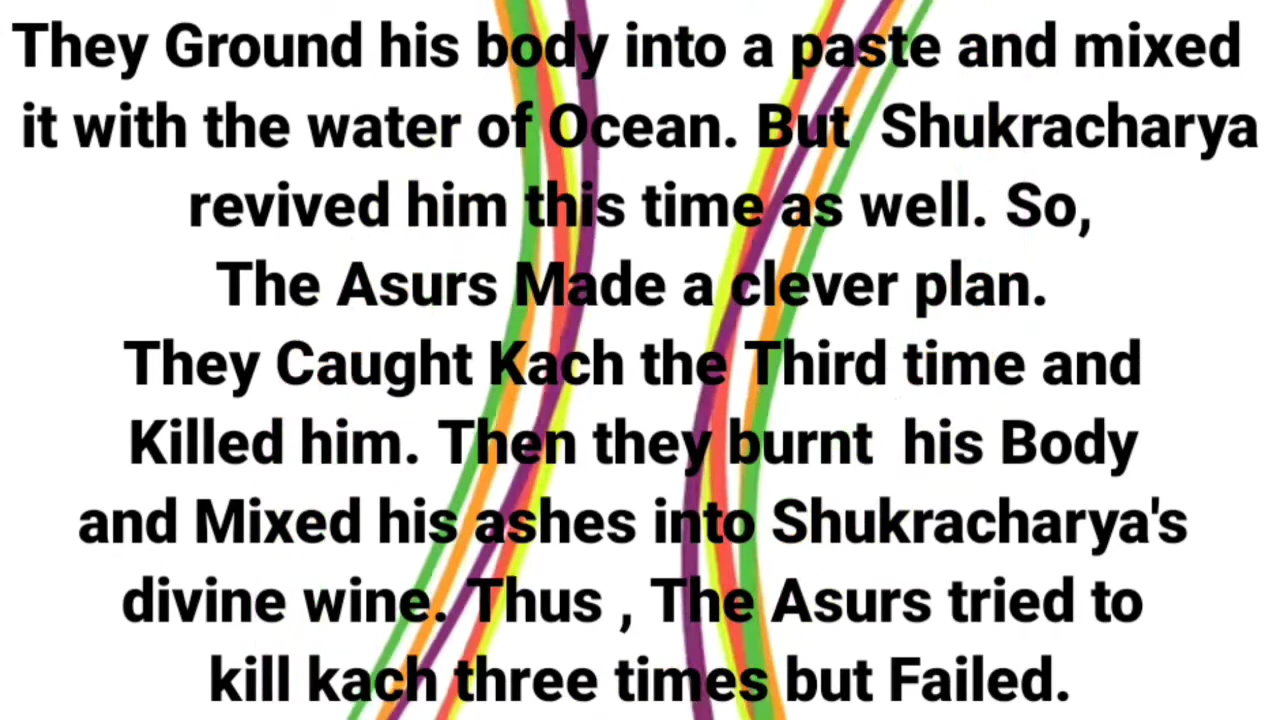 They Ground his body into a paste and mixed
it with the water of Ocean. But Shukracharya
revived him this time as well. So,
The Asurs Made a clever plan.
They Caught Kach the Third time and
Killed him. Then they burnt his Body
and Mixed his ashes into Shukracharya's
divine wine. Thus , The Asurs tried to
kill kach three times but Failed.